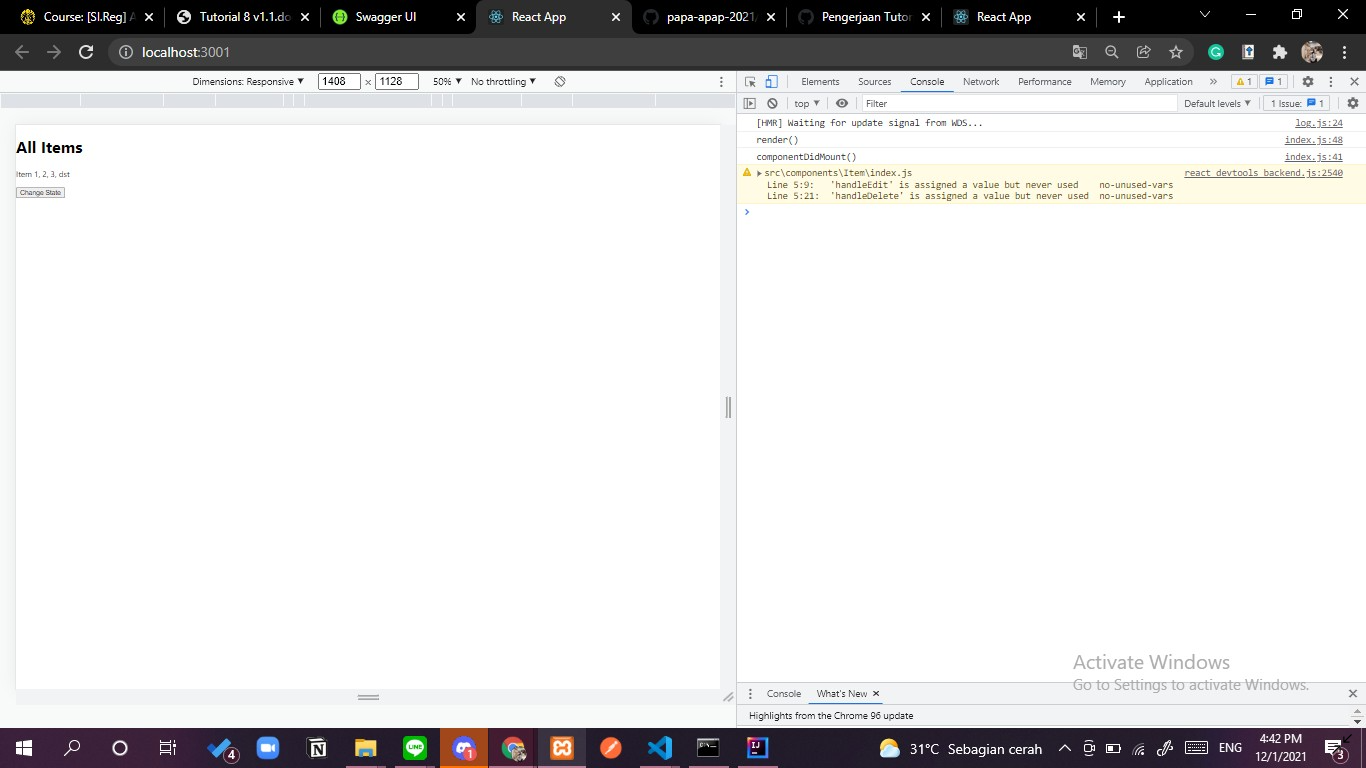 Course: [SI.Reg] A
Tutorial 8 v1.1.do
Swagger UI
React App
papa-apap-2021/
Pengerjaan Tutor
React App
localhost:3001
Dimensions: Responsive ▼ 1408 x 1128 50% ▼ No throttling ▼
Elements Sources Console Network Performance Memory Application » 1 1
top ▼ Filter Default levels ▼ 1 Issue: 1
All Items
Item 1, 2, 3, dst
Change State
[HMR] Waiting for update signal from WDS... log.js:24
render() index.js:48
componentDidMount() index.js:41
src\components\Item\index.js react devtools backend.js:2540
Line 5:9: 'handleEdit' is assigned a value but never used no-unused-vars
Line 5:21: 'handleDelete' is assigned a value but never used no-unused-vars
Activate Windows
Go to Settings to activate Windows.
Console What's New
Highlights from the Chrome 96 update
4
1
31°C Sebagian cerah
ENG
4:42 PM
12/1/2021
3